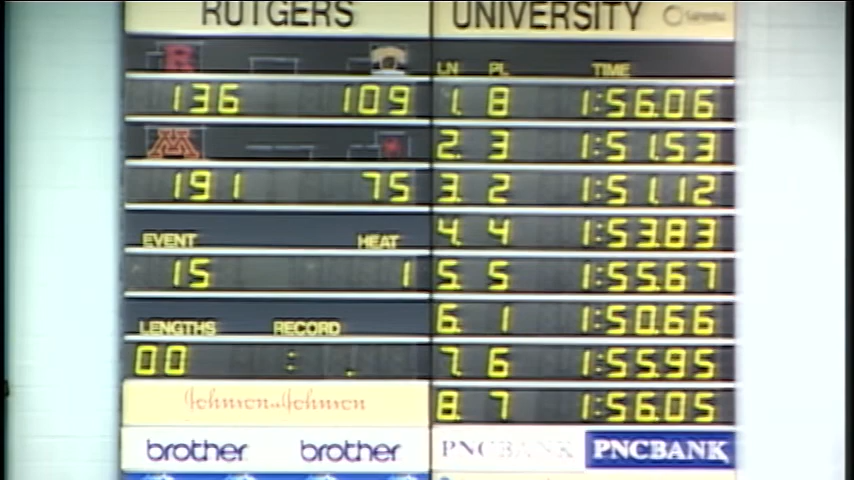 RUTGERS UNIVERSITY
R
136 109
M
191 75
EVENT HEAT
15 1
LENGTHS RECORD
00 : .
Johnson & Johnson
brother brother
LN PL TIME
1. 8 1:56.06
2. 3 1:51.53
3. 2 1:51.12
4. 4 1:53.83
5. 5 1:55.67
6. 1 1:50.66
7. 6 1:55.95
8. 7 1:56.05
PNCBANK PNCBANK